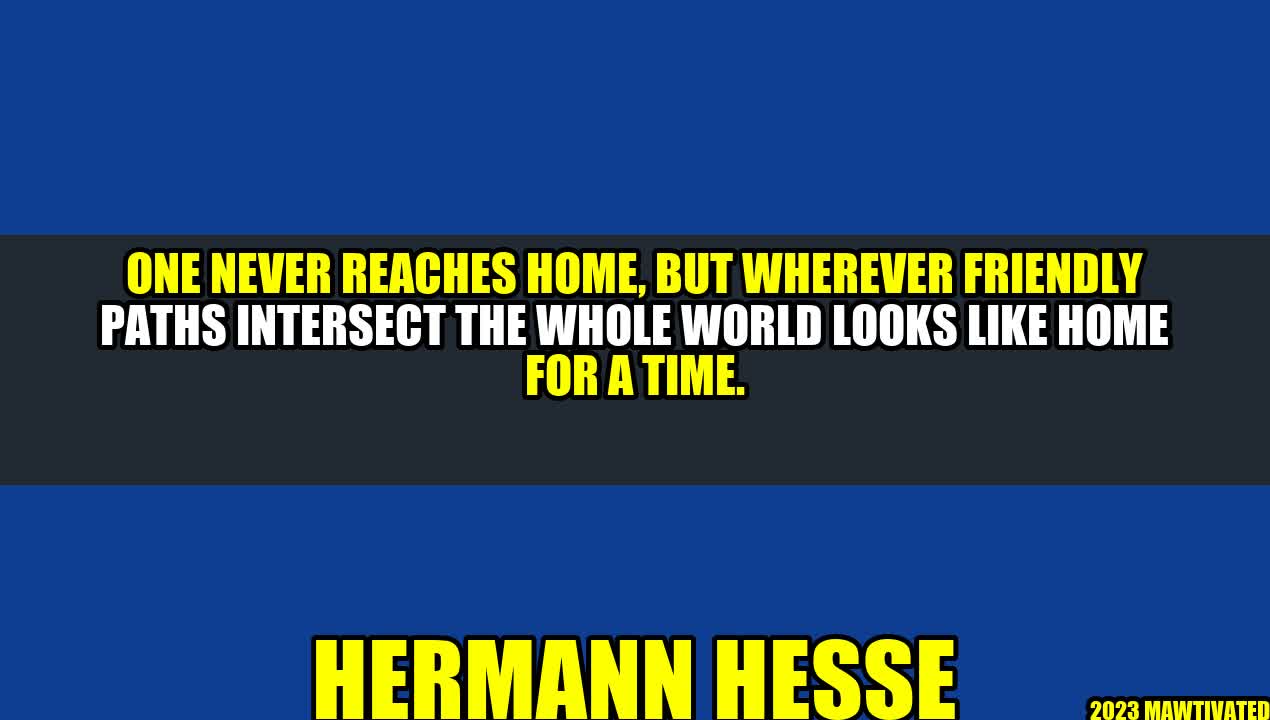 ONE NEVER REACHES HOME, BUT WHEREVER FRIENDLY
PATHS INTERSECT THE WHOLE WORLD LOOKS LIKE HOME
FOR A TIME.
HERMANN HESSE
2023 MAWTIVATED